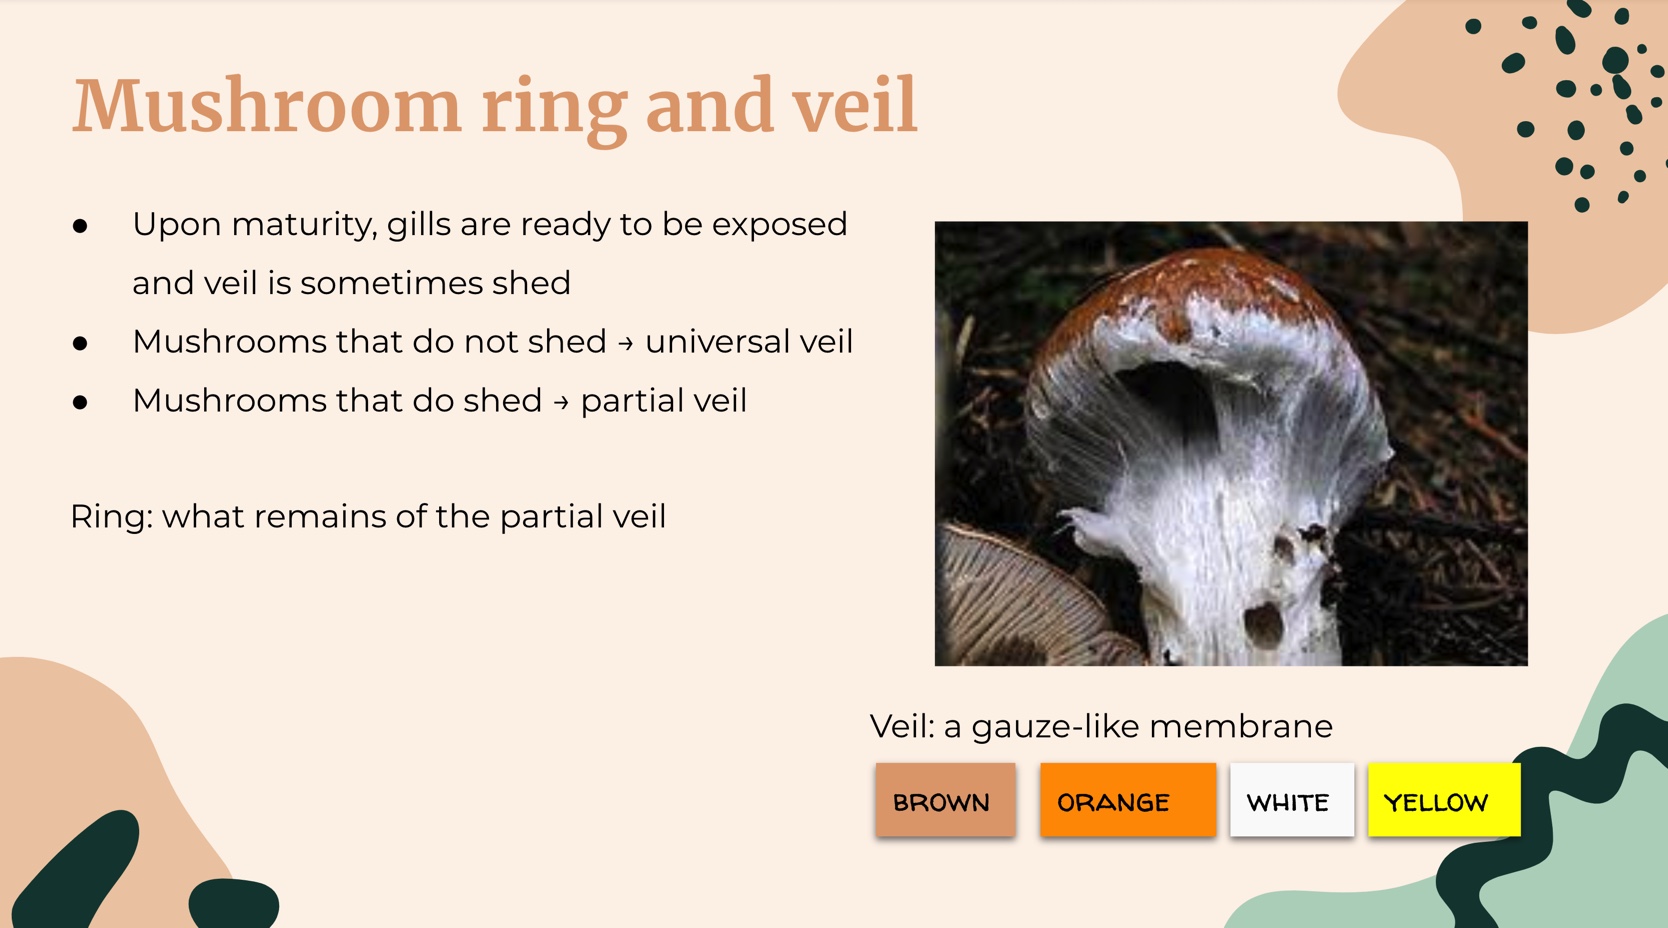 Mushroom ring and veil
● Upon maturity, gills are ready to be exposed
and veil is sometimes shed
● Mushrooms that do not shed → universal veil
● Mushrooms that do shed → partial veil
Ring: what remains of the partial veil
Veil: a gauze-like membrane
BROWN ORANGE WHITE YELLOW